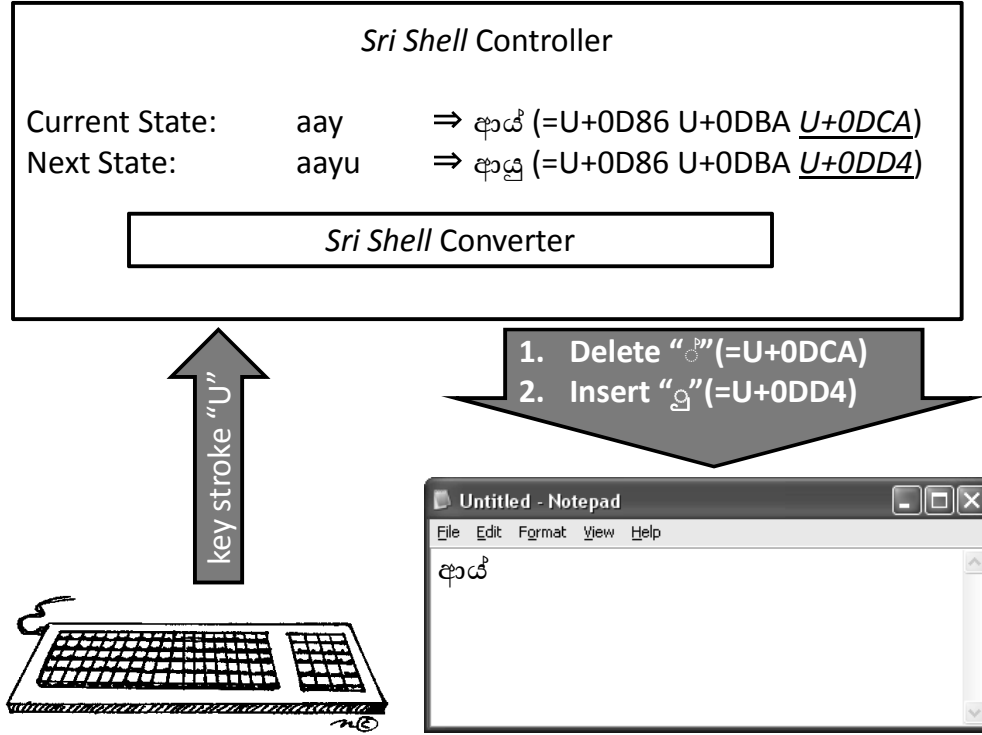 Sri Shell Controller
Current State: aay ⇒ ආය් (=U+0D86 U+0DBA U+0DCA)
Next State: aayu ⇒ ආයු (=U+0D86 U+0DBA U+0DD4)
Sri Shell Converter
key stroke “U”
1. Delete “්”(=U+0DCA)
2. Insert “ු”(=U+0DD4)
Untitled - Notepad
File Edit Format View Help
ආය්